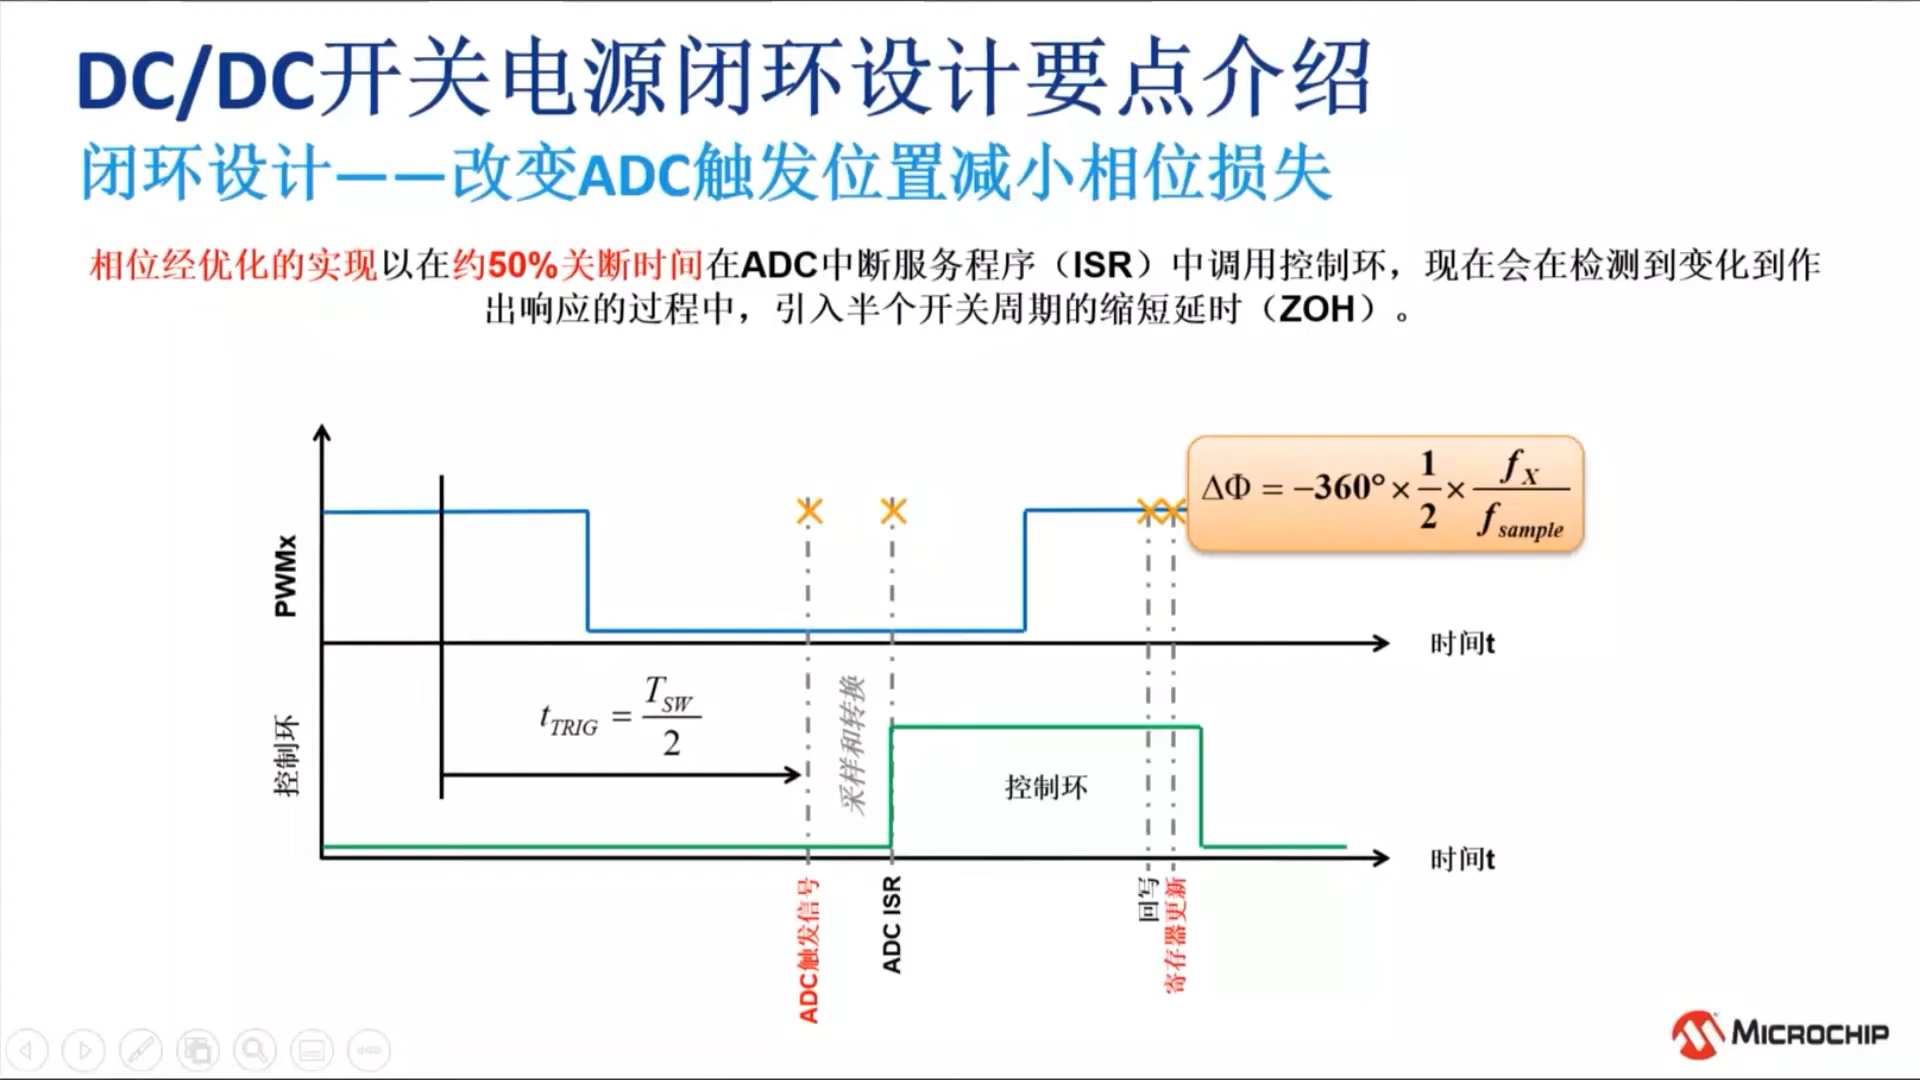 DC/DC开关电源闭环设计要点介绍
闭环设计——改变ADC触发位置减小相位损失
相位经优化的实现以在约50%关断时间在ADC中断服务程序（ISR）中调用控制环，现在会在检测到变化到作
出响应的过程中，引入半个开关周期的缩短延时（ZOH）。
ΔΦ = −360° × 1/2 × f_X / f_sample
PWMx
时间t
t_TRIG = T_SW / 2
采样和转换
控制环
控制环
时间t
ADC触发信号
ADC ISR
回写
寄存器更新
MICROCHIP